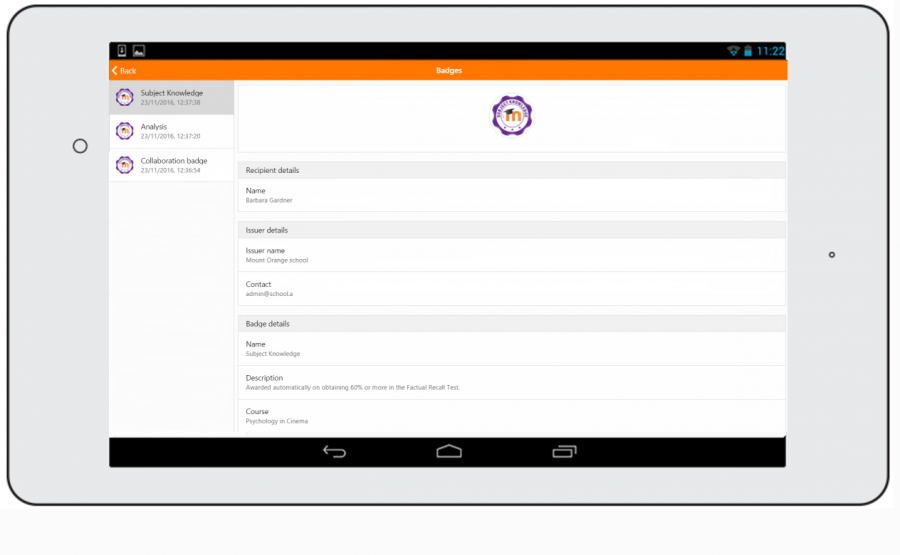 11:22
Back
Badges
Subject Knowledge
23/11/2016, 12:37:38
Analysis
23/11/2016, 12:37:20
Collaboration badge
23/11/2016, 12:36:54
SUBJECT KNOWLEDGE
m
Recipient details
Name
Barbara Gardner
Issuer details
Issuer name
Mount Orange school
Contact
admin@school.a
Badge details
Name
Subject Knowledge
Description
Awarded automatically on obtaining 60% or more in the Factual Recall Test.
Course
Psychology in Cinema